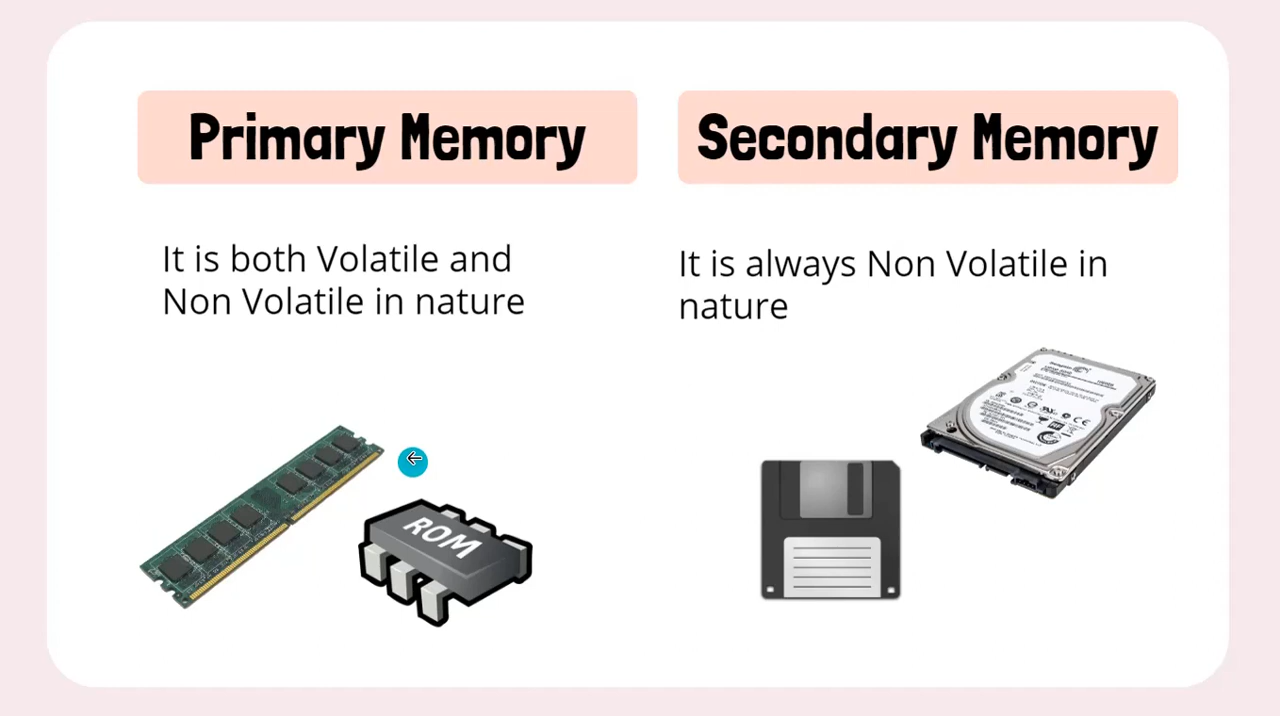 Primary Memory
Secondary Memory
It is both Volatile and
Non Volatile in nature
It is always Non Volatile in
nature
ROM